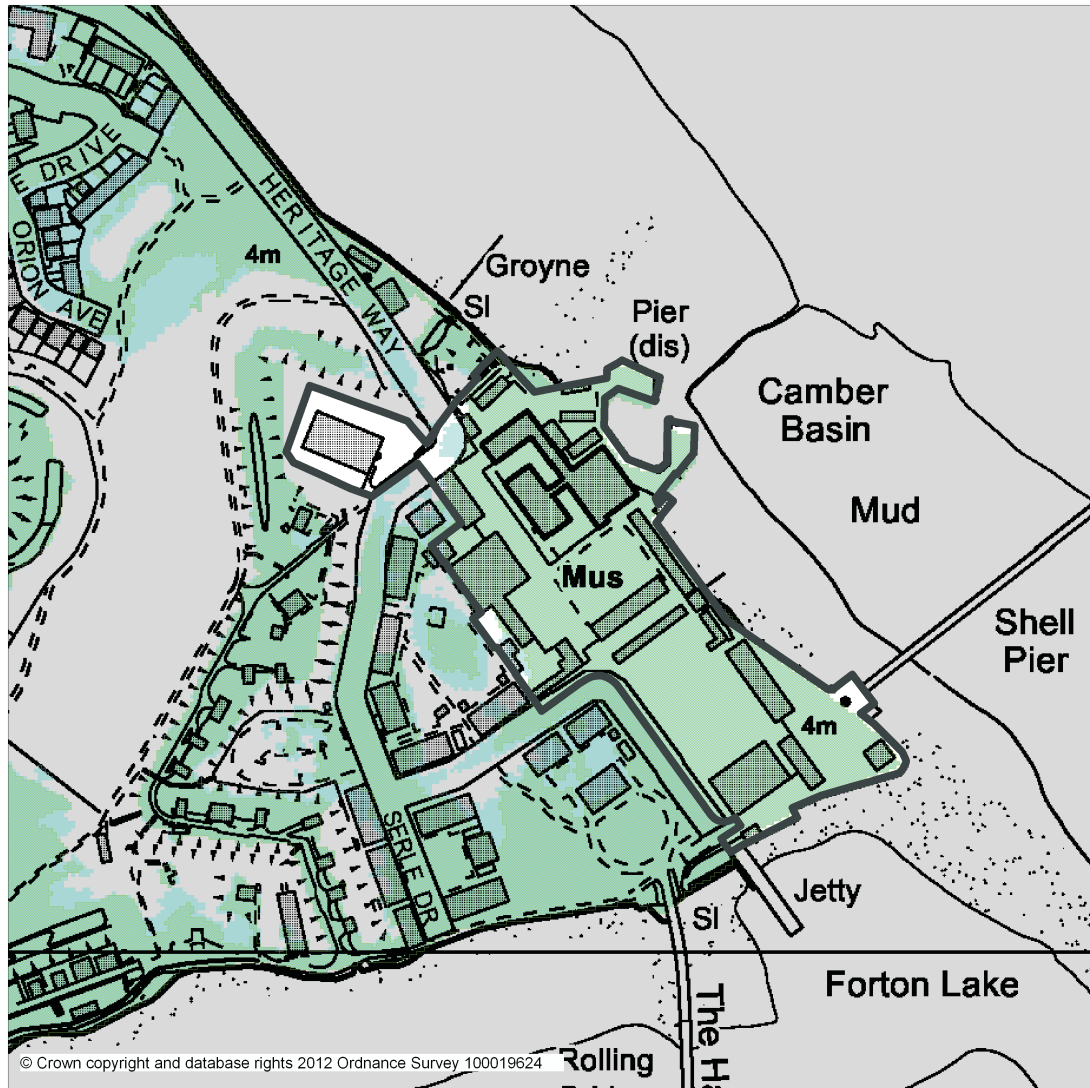 E DRIVE
ORION AVE
4m
HERITAGE WAY
Groyne
Sl
Pier
(dis)
Camber
Basin
Mud
Mus
Shell
Pier
4m
SERLE DR
Jetty
Sl
Forton Lake
The Ha
Rolling
© Crown copyright and database rights 2012 Ordnance Survey 100019624